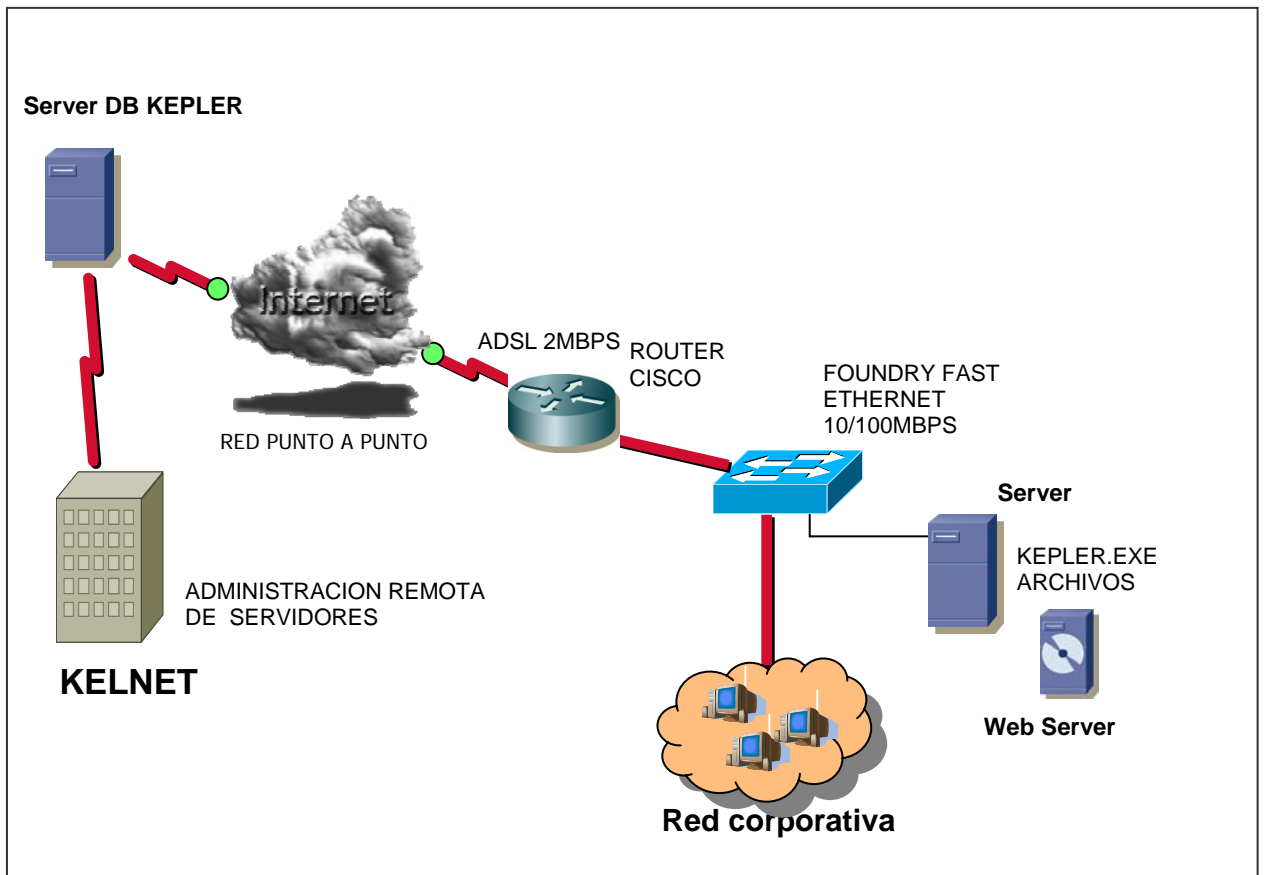 Server DB KEPLER
Internet
RED PUNTO A PUNTO
ADSL 2MBPS
ROUTER
CISCO
FOUNDRY FAST
ETHERNET
10/100MBPS
Server
KEPLER.EXE
ARCHIVOS
Web Server
ADMINISTRACION REMOTA
DE SERVIDORES
KELNET
Red corporativa